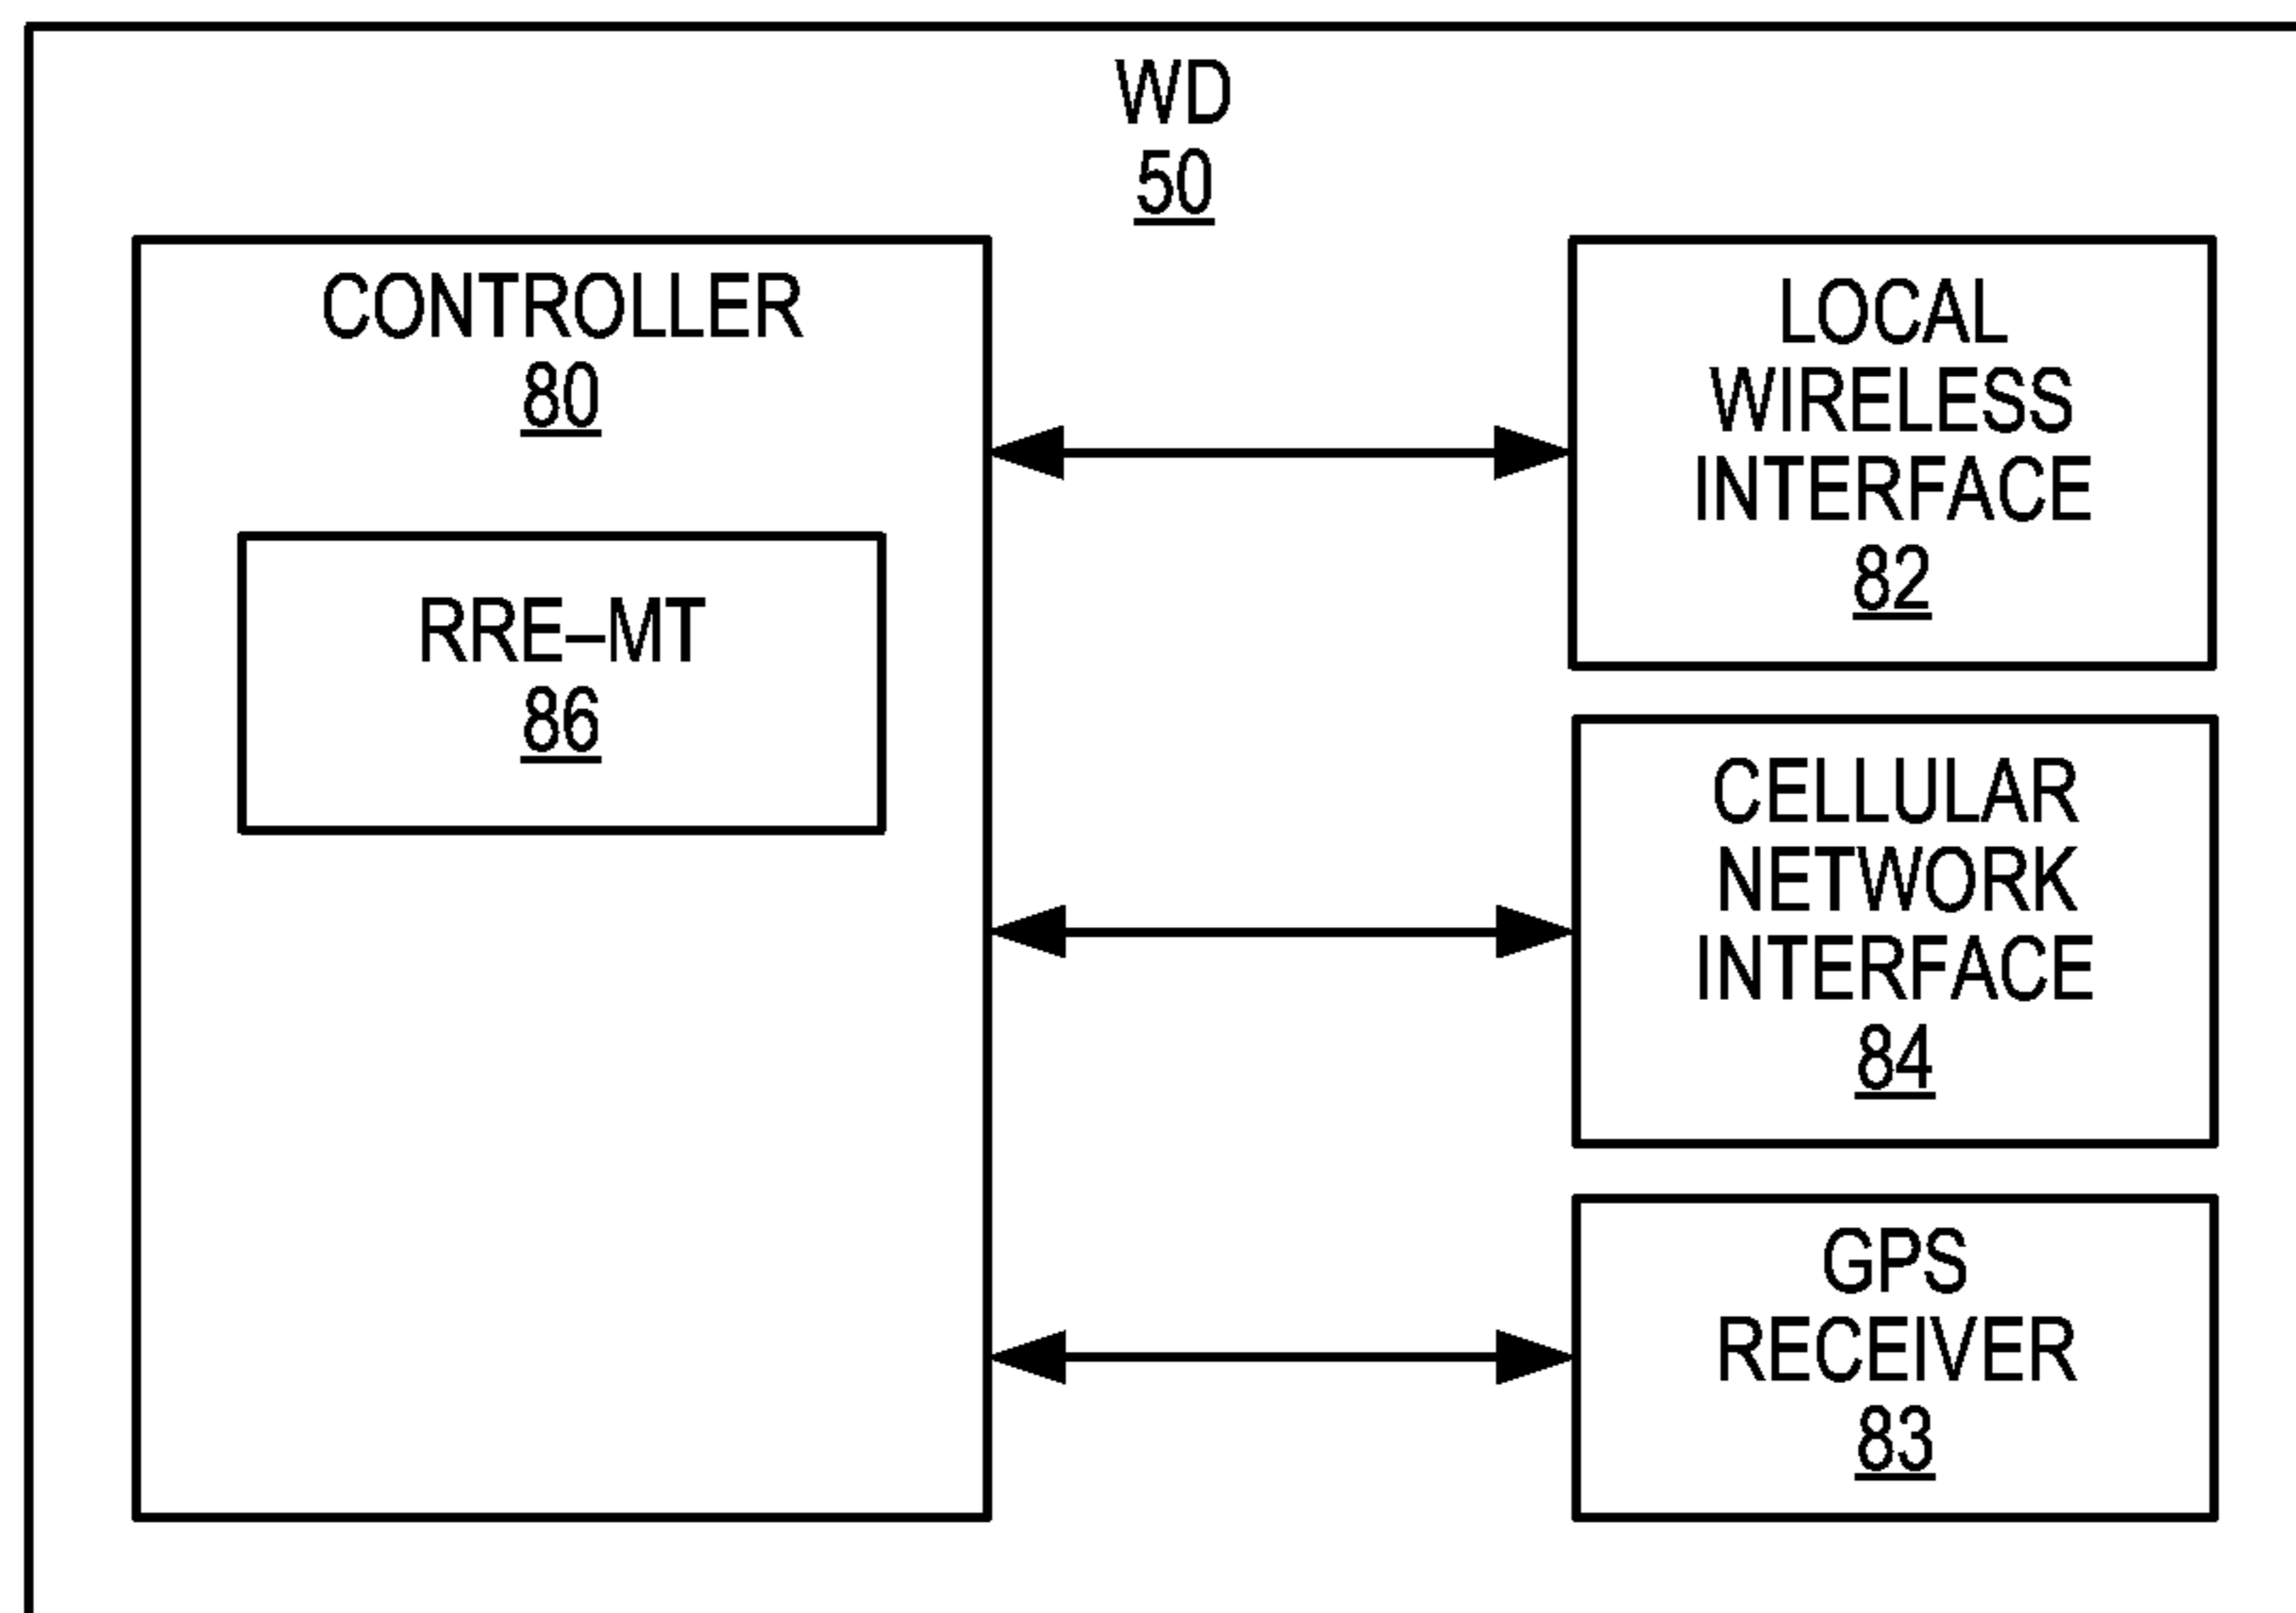 WD
50
CONTROLLER
80
RRE–MT
86
LOCAL
WIRELESS
INTERFACE
82
CELLULAR
NETWORK
INTERFACE
84
GPS
RECEIVER
83